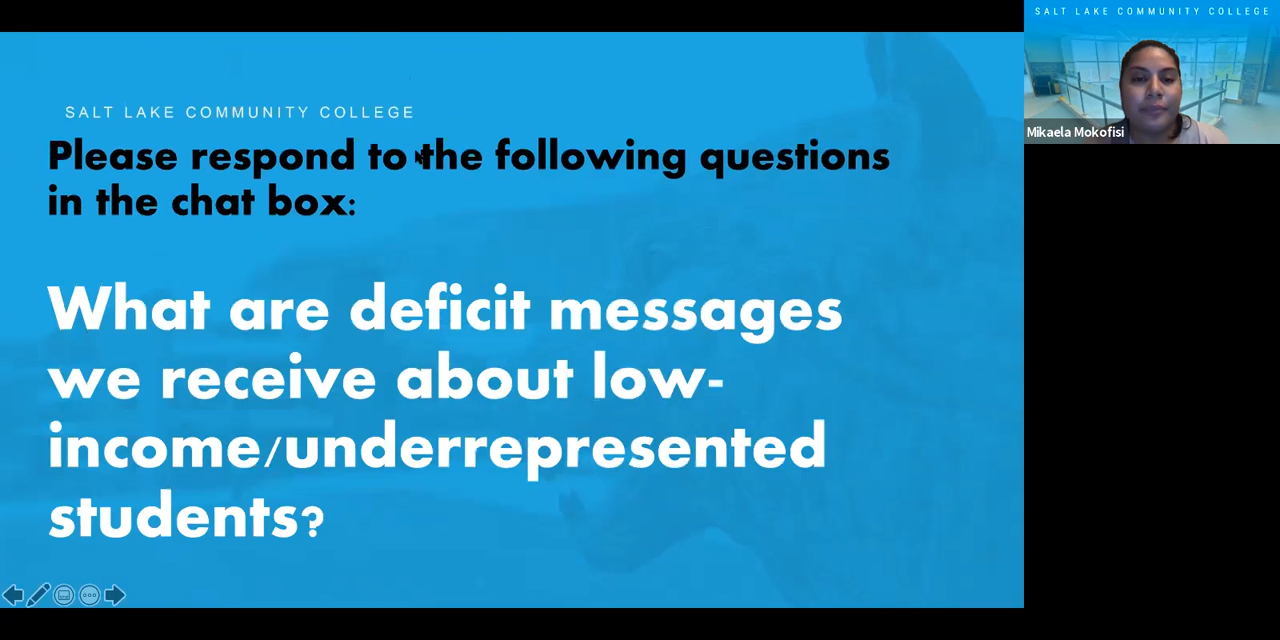 SALT LAKE COMMUNITY COLLEGE
Please respond to the following questions
in the chat box:
What are deficit messages
we receive about low-
income/underrepresented
students?
SALT LAKE COMMUNITY COLLEGE
Mikaela Mokofisi